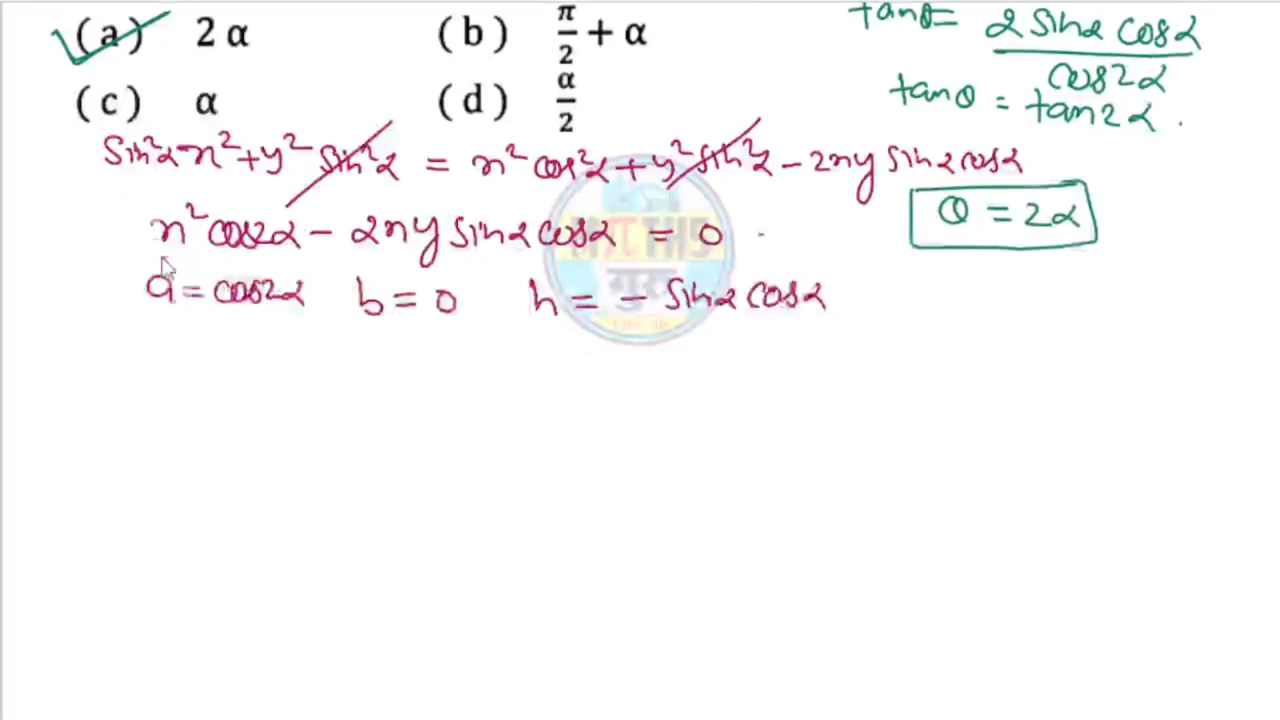 (a) 2α (b) π/2 + α
(c) α (d) α/2
tanθ = 2 sinα cosα / cos2α
tanθ = tan2α .
sin²α x² + y² sin²α = x² cos²α + y² sin²α - 2xy sinα cosα
x² cos2α - 2xy sinα cosα = 0
θ = 2α
a = cos2α b = 0 h = - sinα cosα
गुरु